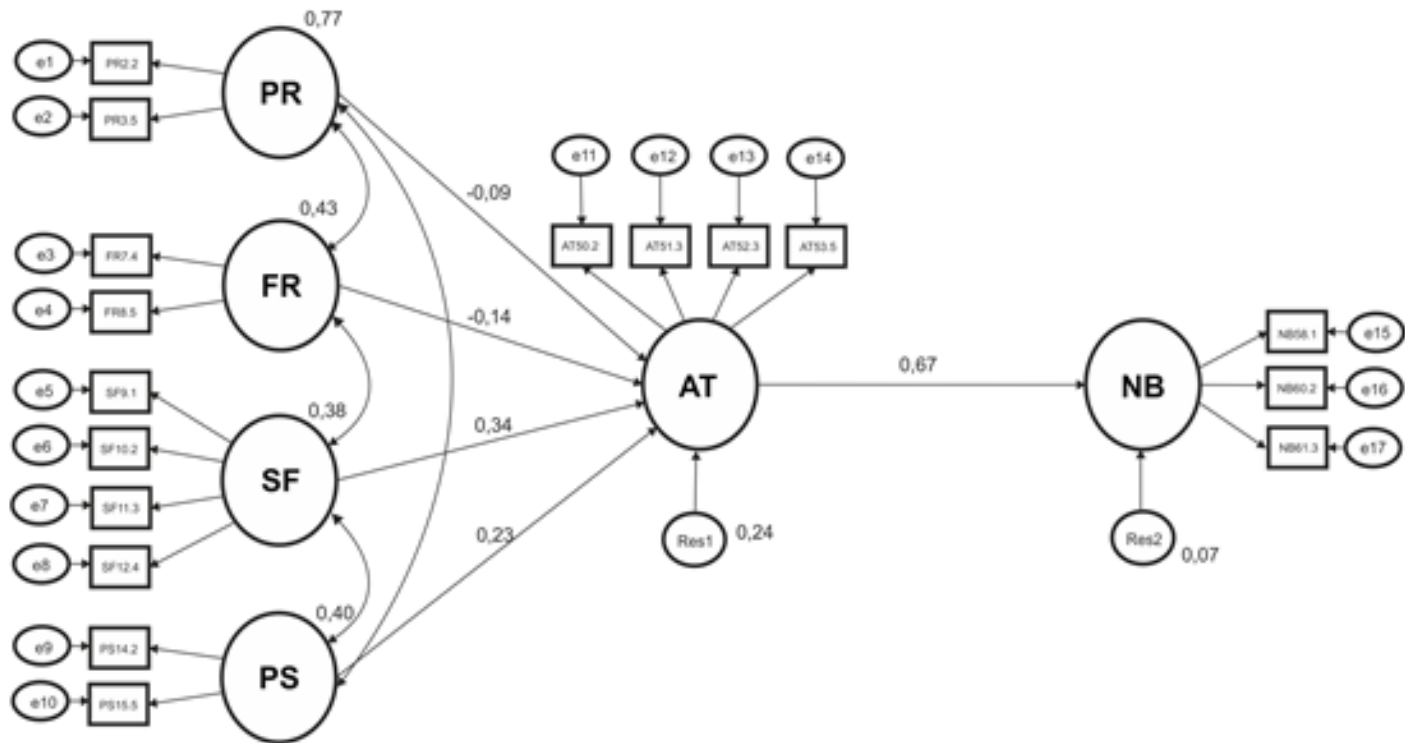 0,77
e1
PR2.2
PR
e2
PR3.5
-0,09
0,43
e3
FR7.4
FR
e4
FR8.5
-0,14
e5
SF9.1
0,38
e6
SF10.2
SF
0,34
e7
SF11.3
e8
SF12.4
0,23
0,40
e9
PS14.2
PS
e10
PS15.5
e11
e12
e13
e14
AT50.2
AT51.3
AT52.3
AT53.5
AT
0,67
Res1
0,24
NB
NB58.1
e15
NB60.2
e16
NB61.3
e17
Res2
0,07